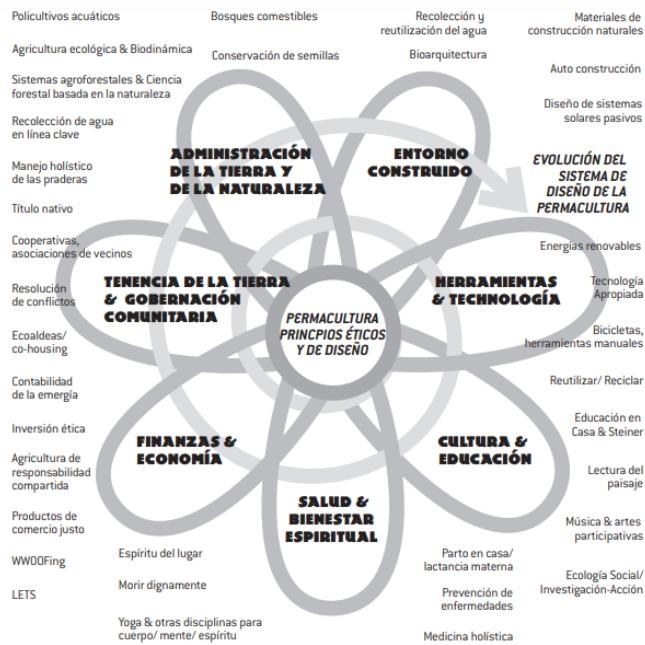 Policultivos acuáticos
Agricultura ecológica & Biodinámica
Sistemas agroforestales & Ciencia
forestal basada en la naturaleza
Recolección de agua
en línea clave
Manejo holístico
de las praderas
Título nativo
Cooperativas,
asociaciones de vecinos
Resolución
de conflictos
Ecoaldeas/
co-housing
Contabilidad
de la emergía
Inversión ética
Agricultura de
responsabilidad
compartida
Productos de
comercio justo
WWOOFing
LETS
Bosques comestibles
Conservación de semillas
Recolección y
reutilización del agua
Bioarquitectura
Materiales de
construcción naturales
Auto construcción
Diseño de sistemas
solares pasivos
EVOLUCIÓN DEL
SISTEMA DE
DISEÑO DE LA
PERMACULTURA
Energías renovables
Tecnología
Apropiada
Bicicletas,
herramientas manuales
Reutilizar/ Reciclar
Educación en
Casa & Steiner
Lectura del
paisaje
Música & artes
participativas
Ecología Social/
Investigación-Acción
ADMINISTRACIÓN
DE LA TIERRA Y
DE LA NATURALEZA
ENTORNO
CONSTRUIDO
TENENCIA DE LA TIERRA
& GOBERNACIÓN
COMUNITARIA
HERRAMIENTAS
& TECHNOLOGÍA
PERMACULTURA
PRINCPIOS ÉTICOS
Y DE DISEÑO
FINANZAS &
ECONOMÍA
CULTURA &
EDUCACIÓN
SALUD &
BIENESTAR
ESPIRITUAL
Espíritu del lugar
Morir dignamente
Yoga & otras disciplinas para
cuerpo/ mente/ espíritu
Parto en casa/
lactancia materna
Prevención de
enfermedades
Medicina holística